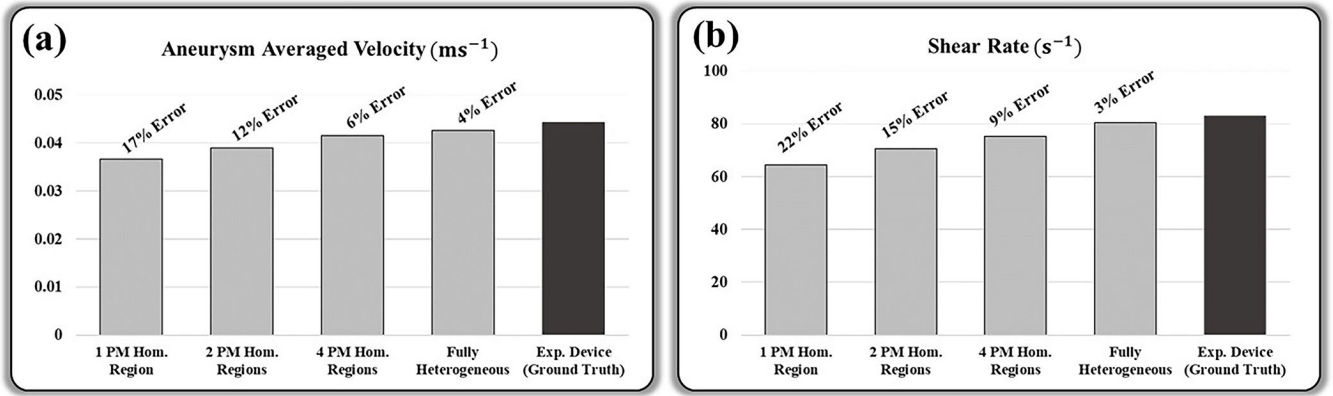 (a)
Aneurysm Averaged Velocity (ms⁻¹)
0.05
0.04
0.03
0.02
0.01
0
17% Error
12% Error
6% Error
4% Error
1 PM Hom.
Region
2 PM Hom.
Regions
4 PM Hom.
Regions
Fully
Heterogeneous
Exp. Device
(Ground Truth)
(b)
Shear Rate (s⁻¹)
100
80
60
40
20
0
22% Error
15% Error
9% Error
3% Error
1 PM Hom.
Region
2 PM Hom.
Regions
4 PM Hom.
Regions
Fully
Heterogeneous
Exp. Device
(Ground Truth)